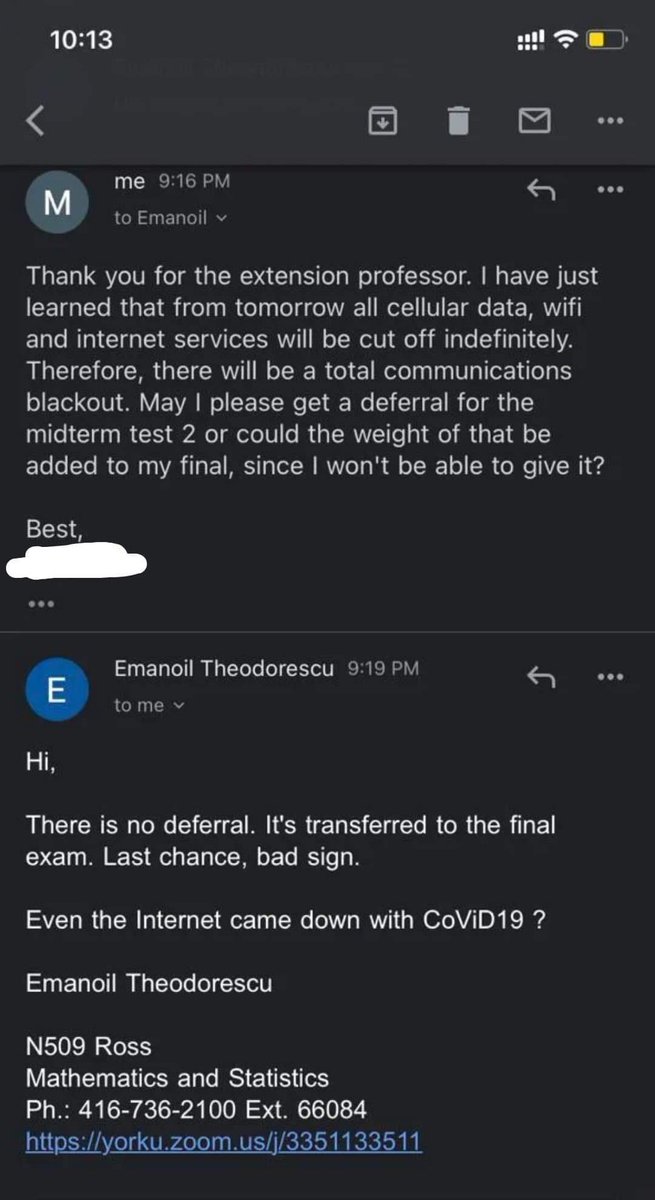 10:13
me 9:16 PM
M
to Emanoil
Thank you for the extension professor. I have just
learned that from tomorrow all cellular data, wifi
and internet services will be cut off indefinitely.
Therefore, there will be a total communications
blackout. May I please get a deferral for the
midterm test 2 or could the weight of that be
added to my final, since I won't be able to give it?
Best,
Emanoil Theodorescu 9:19 PM
E
to me
Hi,
There is no deferral. It's transferred to the final
exam. Last chance, bad sign.
Even the Internet came down with CoViD19 ?
Emanoil Theodorescu
N509 Ross
Mathematics and Statistics
Ph.: 416-736-2100 Ext. 66084
https://yorku.zoom.us/j/3351133511